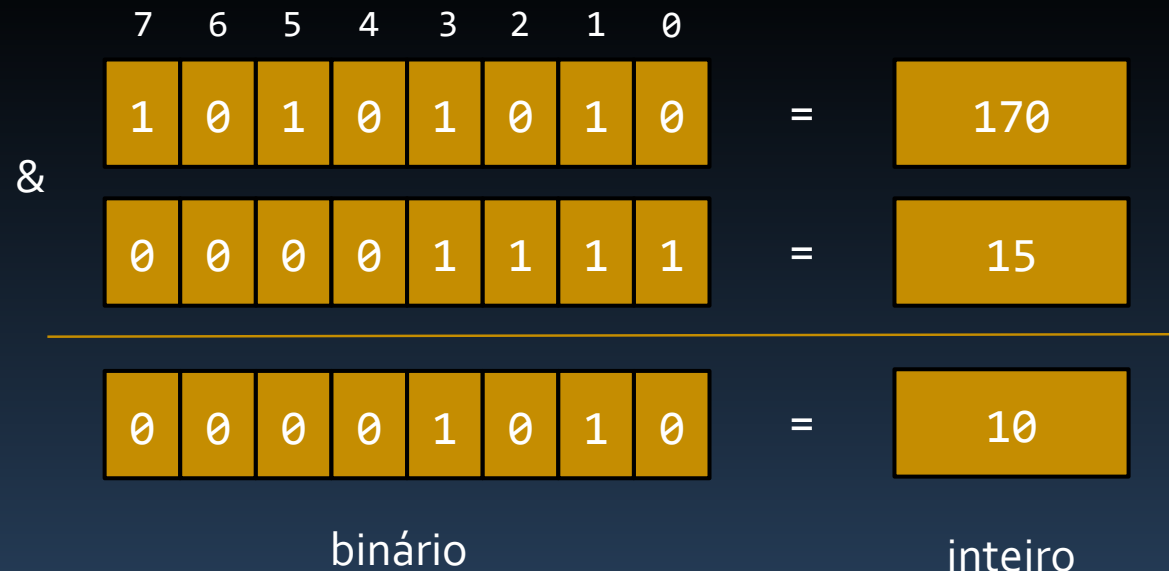 7 6 5 4 3 2 1 0
1 0 1 0 1 0 1 0 = 170
&
0 0 0 0 1 1 1 1 = 15
0 0 0 0 1 0 1 0 = 10
binário inteiro